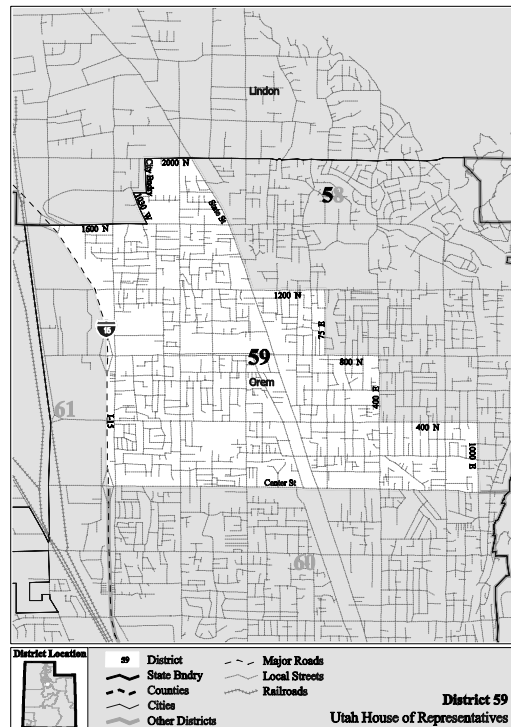 Lindon
2000 N
City Bndry
1030 W
State St
58
1600 N
1200 N
75 E
15
59
Orem
800 N
400 E
61
I-15
400 N
1000 E
Center St
60
District Location
59 District
State Bndry
Counties
Cities
Other Districts
Major Roads
Local Streets
Railroads
District 59
Utah House of Representatives